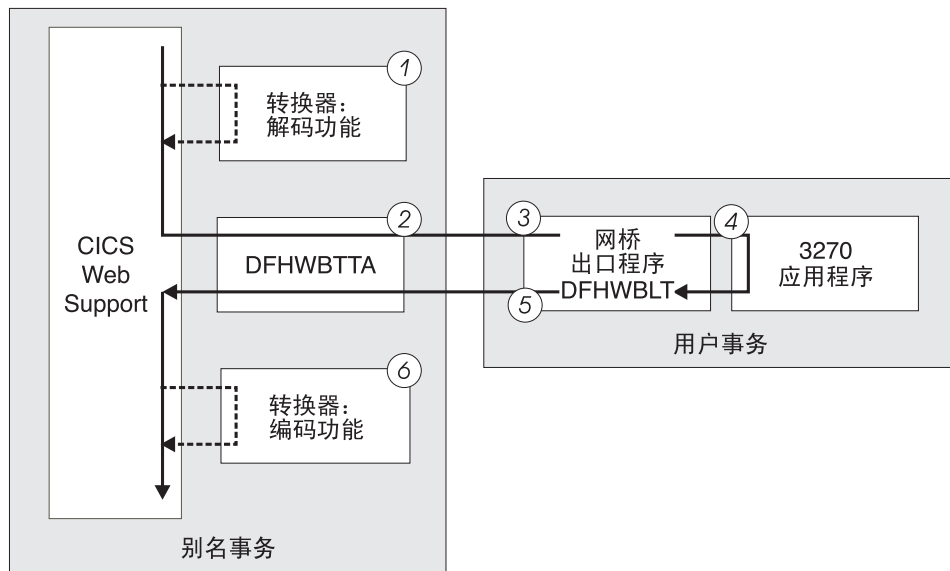 1
转换器：
解码功能
CICS
Web
Support
2
DFHWBTTA
3
网桥
出口程序
DFHWBLT
4
3270
应用程序
5
用户事务
6
转换器：
编码功能
别名事务